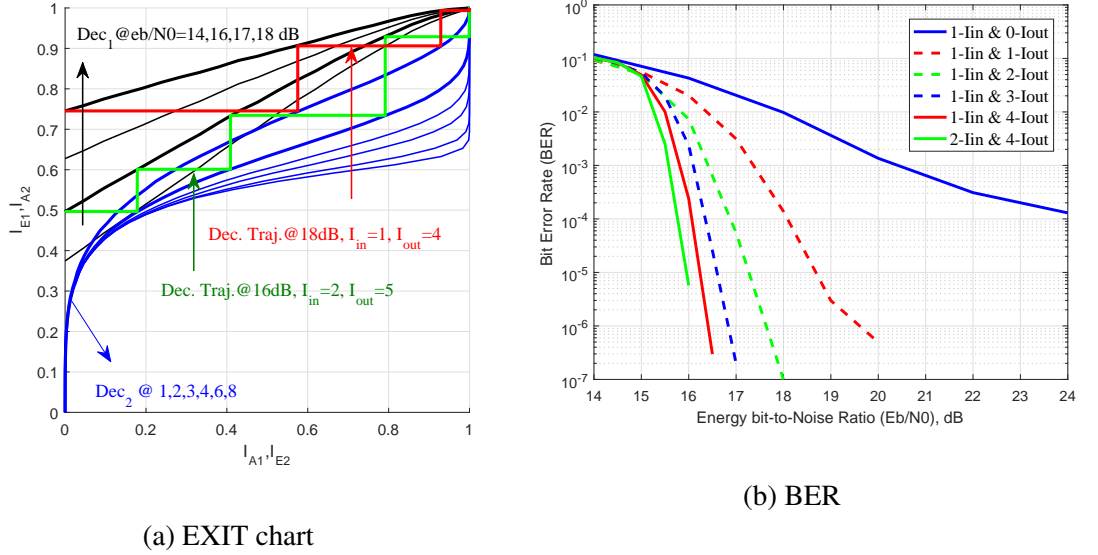 Dec1@eb/N0=14,16,17,18 dB
Dec. Traj.@18dB, Iin=1, Iout=4
Dec. Traj.@16dB, Iin=2, Iout=5
Dec2 @ 1,2,3,4,6,8
1
0.9
0.8
0.7
0.6
0.5
0.4
0.3
0.2
0.1
0
0 0.2 0.4 0.6 0.8 1
IE1,IA2
IA1,IE2
(a) EXIT chart
1-Iin & 0-Iout
1-Iin & 1-Iout
1-Iin & 2-Iout
1-Iin & 3-Iout
1-Iin & 4-Iout
2-Iin & 4-Iout
10^0
10^-1
10^-2
10^-3
10^-4
10^-5
10^-6
10^-7
14 15 16 17 18 19 20 21 22 23 24
Bit Error Rate (BER)
Energy bit-to-Noise Ratio (Eb/N0), dB
(b) BER